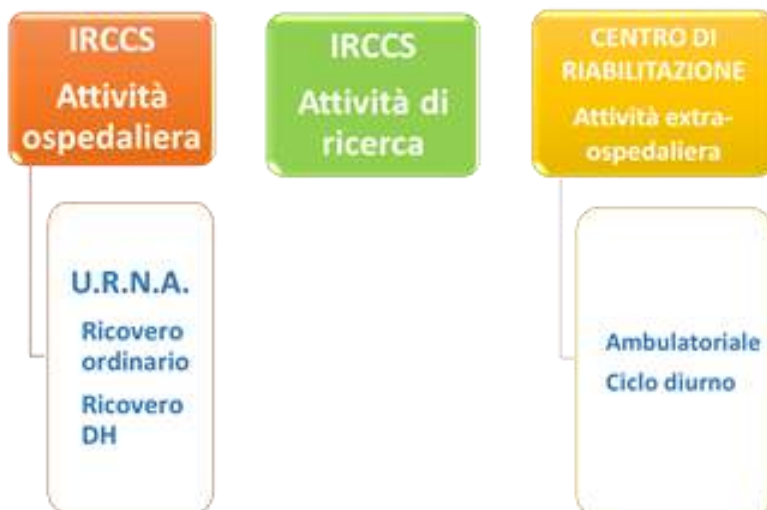 IRCCS
Attività
ospedaliera
IRCCS
Attività di
ricerca
CENTRO DI
RIABILITAZIONE
Attività extra-
ospedaliera
U.R.N.A.
Ricovero
ordinario
Ricovero
DH
Ambulatoriale
Ciclo diurno